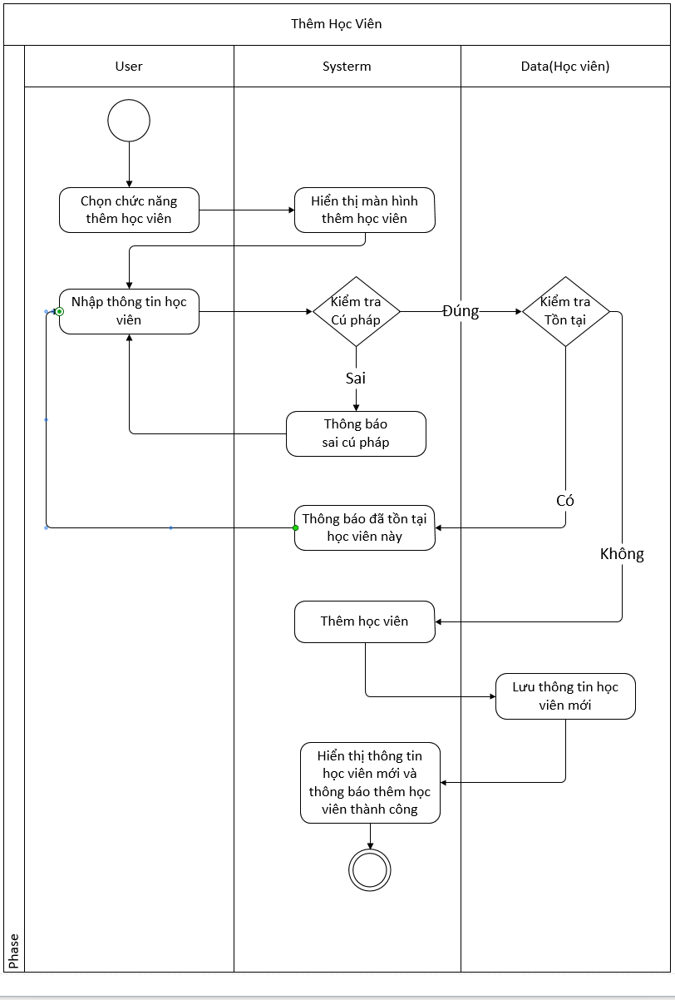 Thêm Học Viên
User
Systerm
Data(Học viên)
Chọn chức năng
thêm học viên
Hiển thị màn hình
thêm học viên
Nhập thông tin học
viên
Kiểm tra
Cú pháp
Đúng
Kiểm tra
Tồn tại
Sai
Thông báo
sai cú pháp
Có
Thông báo đã tồn tại
học viên này
Không
Thêm học viên
Lưu thông tin học
viên mới
Hiển thị thông tin
học viên mới và
thông báo thêm học
viên thành công
Phase